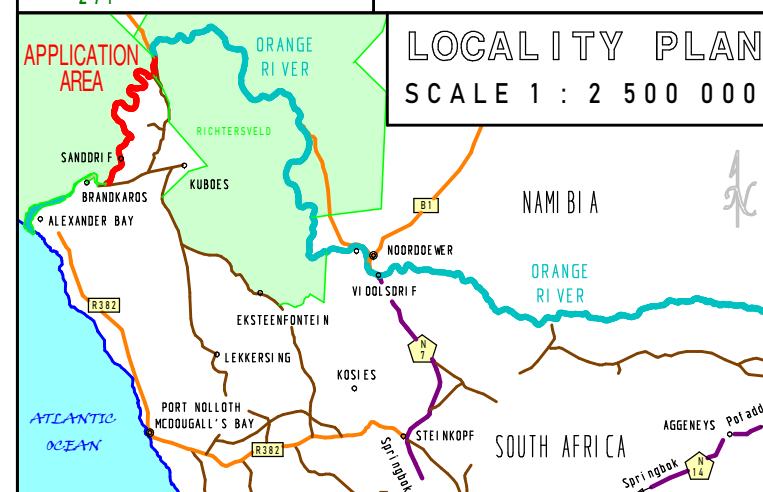 APPLICATION
AREA
ORANGE
RIVER
LOCALITY PLAN
SCALE 1 : 2 500 000
RICHTERSVELD
SANDDRIF
KUBOES
BRANDKAROS
ALEXANDER BAY
B1
NAMIBIA
N
NOORDOEWER
VIOOLSDRIF
ORANGE
RIVER
R382
EKSTEENFONTEIN
LEKKERSING
N
7
KOSIES
PORT NOLLOTH
MCDOUGALL'S BAY
ATLANTIC
OCEAN
R382
STEINKOPF
Springbok
SOUTH AFRICA
AGGENEYS
Pofadd
Springbok
N
14